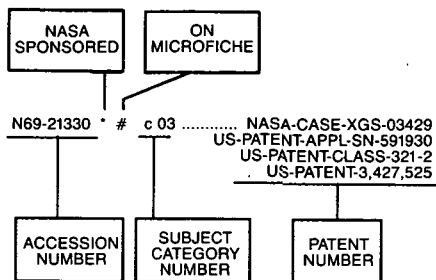 NASA
SPONSORED
ON
MICROFICHE
N69-21330 * # c 03 .......... NASA-CASE-XGS-03429
US-PATENT-APPL-SN-591930
US-PATENT-CLASS-321-2
US-PATENT-3,427,525
ACCESSION
NUMBER
SUBJECT
CATEGORY
NUMBER
PATENT
NUMBER